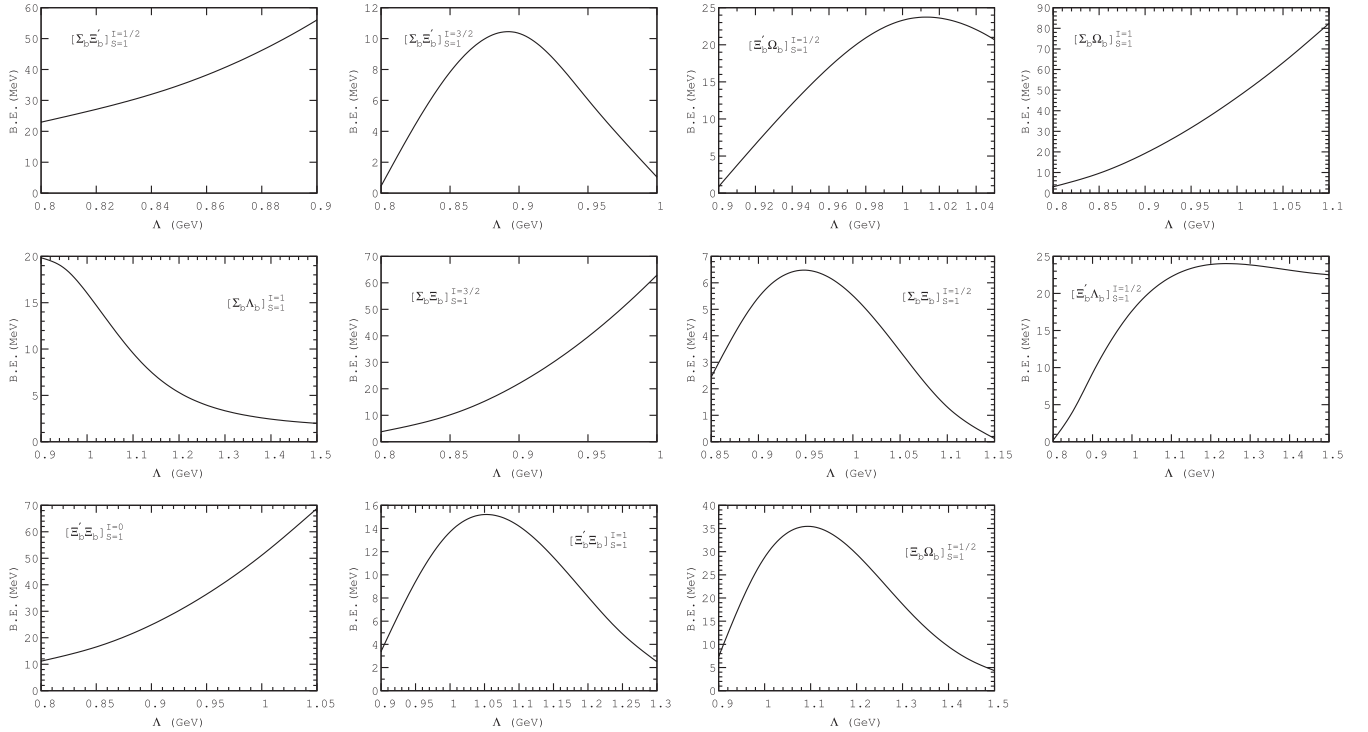 60
50
40
30
20
10
0
B.E.(MeV)
[Σ_bΞ_b′]_{S=1}^{I=1/2}
0.8 0.82 0.84 0.86 0.88 0.9
Λ (GeV)
12
10
8
6
4
2
0
B.E.(MeV)
[Σ_bΞ_b′]_{S=1}^{I=3/2}
0.8 0.85 0.9 0.95 1
Λ (GeV)
25
20
15
10
5
0
B.E.(MeV)
[Ξ_b′Ω_b]_{S=1}^{I=1/2}
0.9 0.92 0.94 0.96 0.98 1 1.02 1.04
Λ (GeV)
90
80
70
60
50
40
30
20
10
0
B.E.(MeV)
[Σ_bΩ_b]_{S=1}^{I=1}
0.8 0.85 0.9 0.95 1 1.05 1.1
Λ (GeV)
20
15
10
5
0
B.E.(MeV)
[Σ_bΛ_b]_{S=1}^{I=1}
0.9 1 1.1 1.2 1.3 1.4 1.5
Λ (GeV)
70
60
50
40
30
20
10
0
B.E.(MeV)
[Σ_bΞ_b]_{S=1}^{I=3/2}
0.8 0.85 0.9 0.95 1
Λ (GeV)
7
6
5
4
3
2
1
0
B.E.(MeV)
[Σ_bΞ_b]_{S=1}^{I=1/2}
0.85 0.9 0.95 1 1.05 1.1 1.15
Λ (GeV)
25
20
15
10
5
0
B.E.(MeV)
[Ξ_b′Λ_b]_{S=1}^{I=1/2}
0.8 0.9 1 1.1 1.2 1.3 1.4 1.5
Λ (GeV)
70
60
50
40
30
20
10
0
B.E.(MeV)
[Ξ_b′Ξ_b]_{S=1}^{I=0}
0.8 0.85 0.9 0.95 1 1.05
Λ (GeV)
16
14
12
10
8
6
4
2
0
B.E.(MeV)
[Ξ_b′Ξ_b]_{S=1}^{I=1}
0.9 0.95 1 1.05 1.1 1.15 1.2 1.25 1.3
Λ (GeV)
40
35
30
25
20
15
10
5
0
B.E.(MeV)
[Ξ_bΩ_b]_{S=1}^{I=1/2}
0.9 1 1.1 1.2 1.3 1.4 1.5
Λ (GeV)